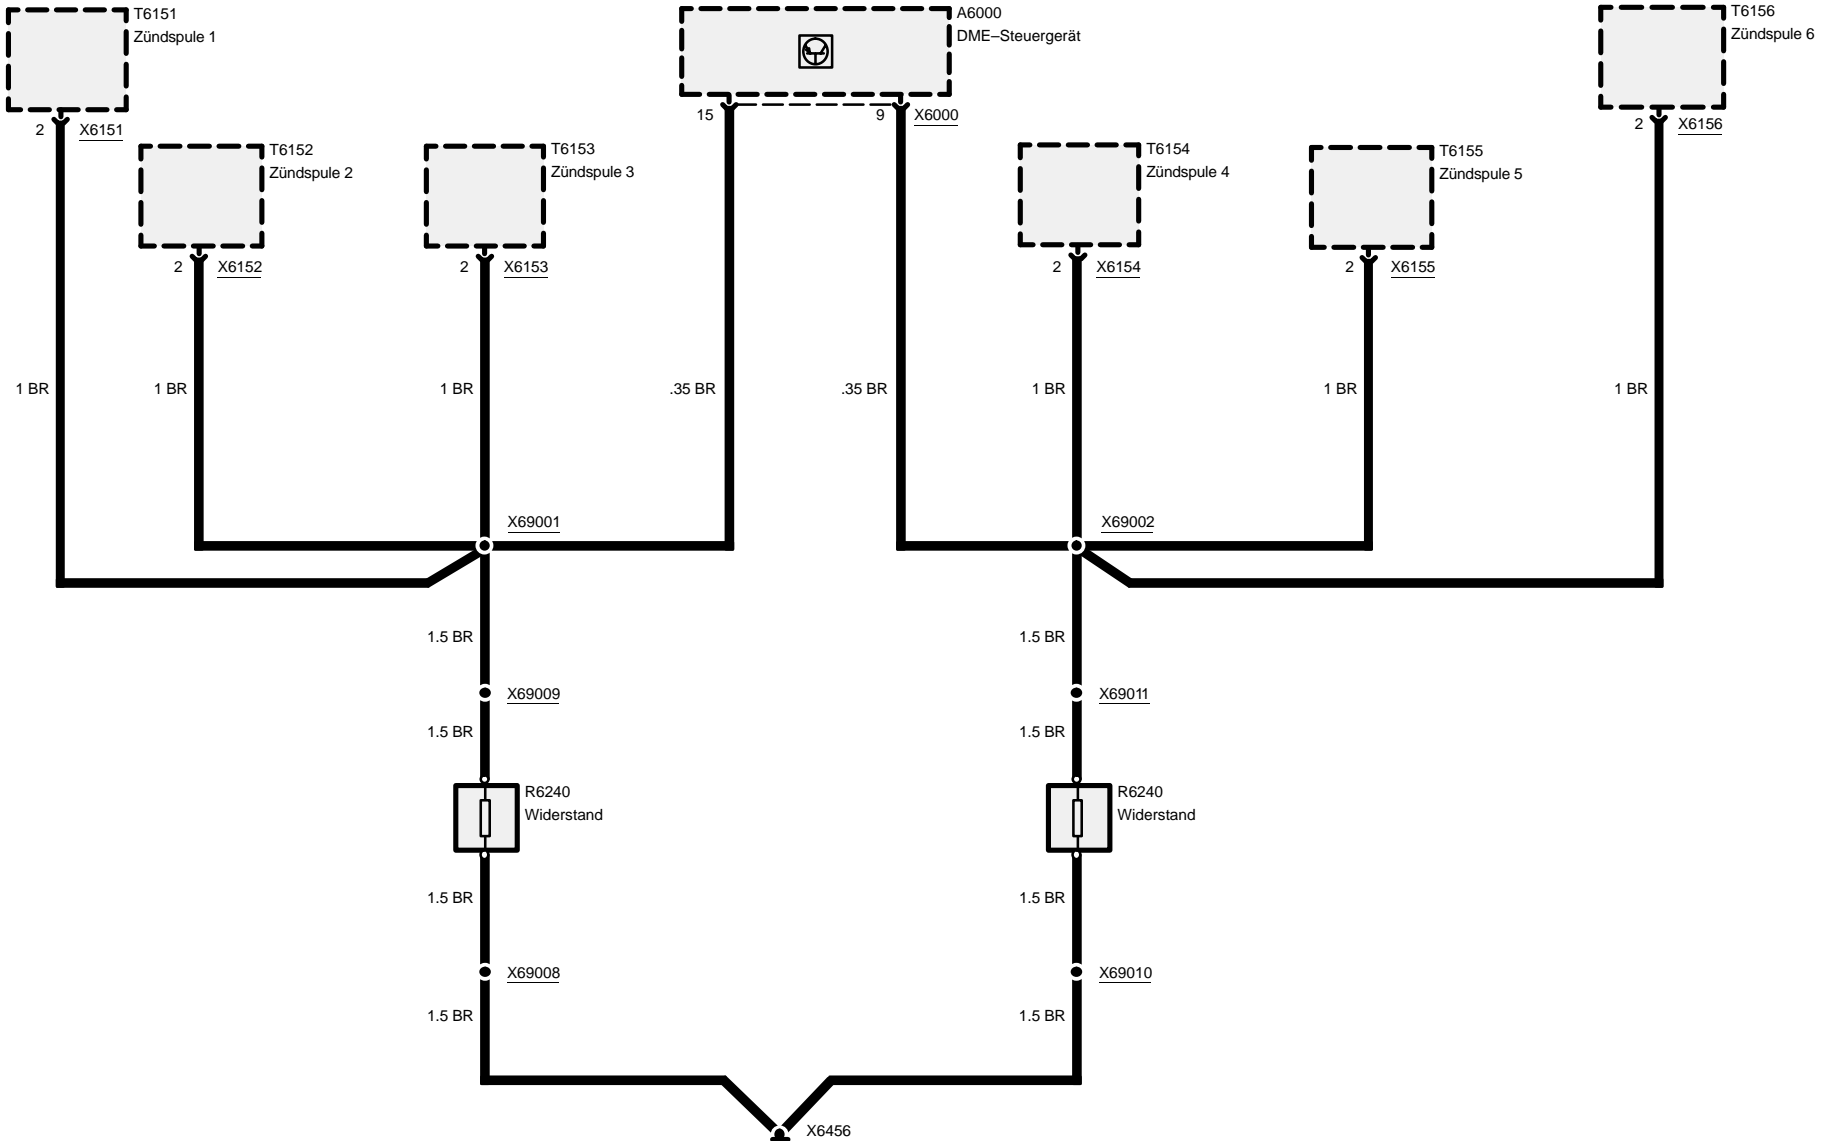 T6151
Zündspule 1
A6000
DME–Steuergerät
T6156
Zündspule 6
2 X6151
15
9 X6000
2 X6156
T6152
Zündspule 2
T6153
Zündspule 3
T6154
Zündspule 4
T6155
Zündspule 5
2 X6152
2 X6153
2 X6154
2 X6155
1 BR
1 BR
1 BR
.35 BR
.35 BR
1 BR
1 BR
1 BR
X69001
X69002
1.5 BR
1.5 BR
X69009
X69011
1.5 BR
1.5 BR
R6240
Widerstand
R6240
Widerstand
1.5 BR
1.5 BR
X69008
X69010
1.5 BR
1.5 BR
X6456